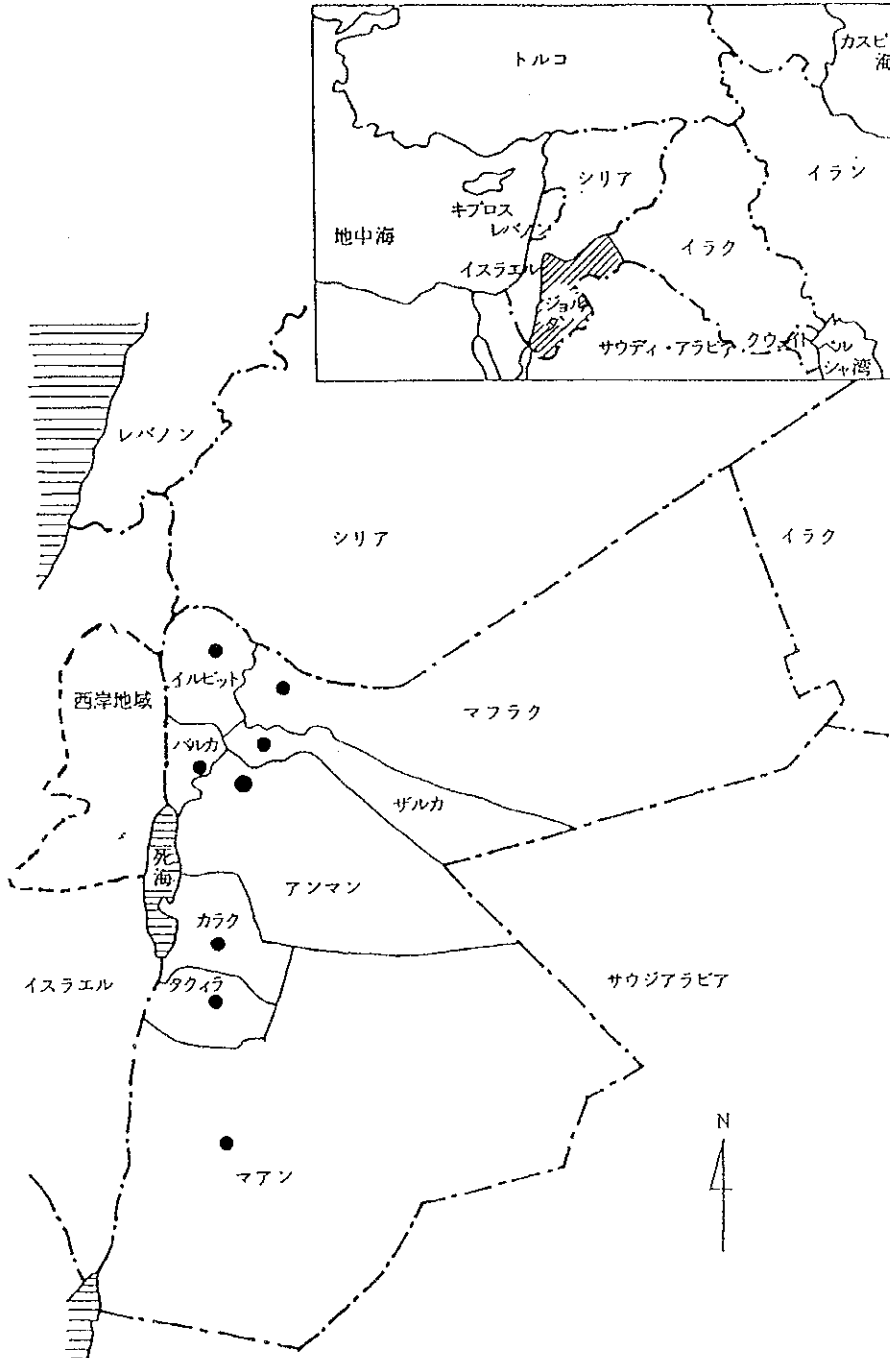 トルコ
カスピ
海
シリア
イラン
キプロス
レバノン
地中海
イラク
イスラエル
ジョル
ダン
サウディ・アラビア
クウェイト
ペル
シャ湾
レバノン
シリア
イラク
イルビット
西岸地域
マフラク
バルカ
ザルカ
死
海
アンマン
カラク
イスラエル
タフィラ
サウジアラビア
N
マアン